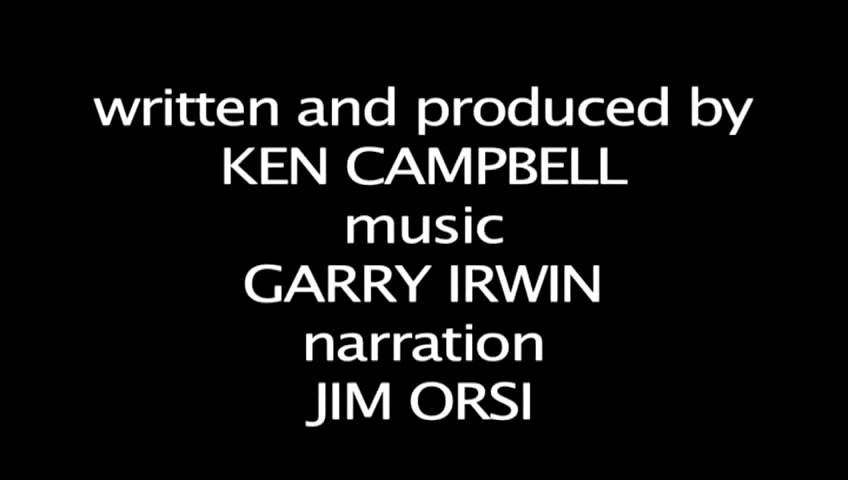 written and produced by
KEN CAMPBELL
music
GARRY IRWIN
narration
JIM ORSI